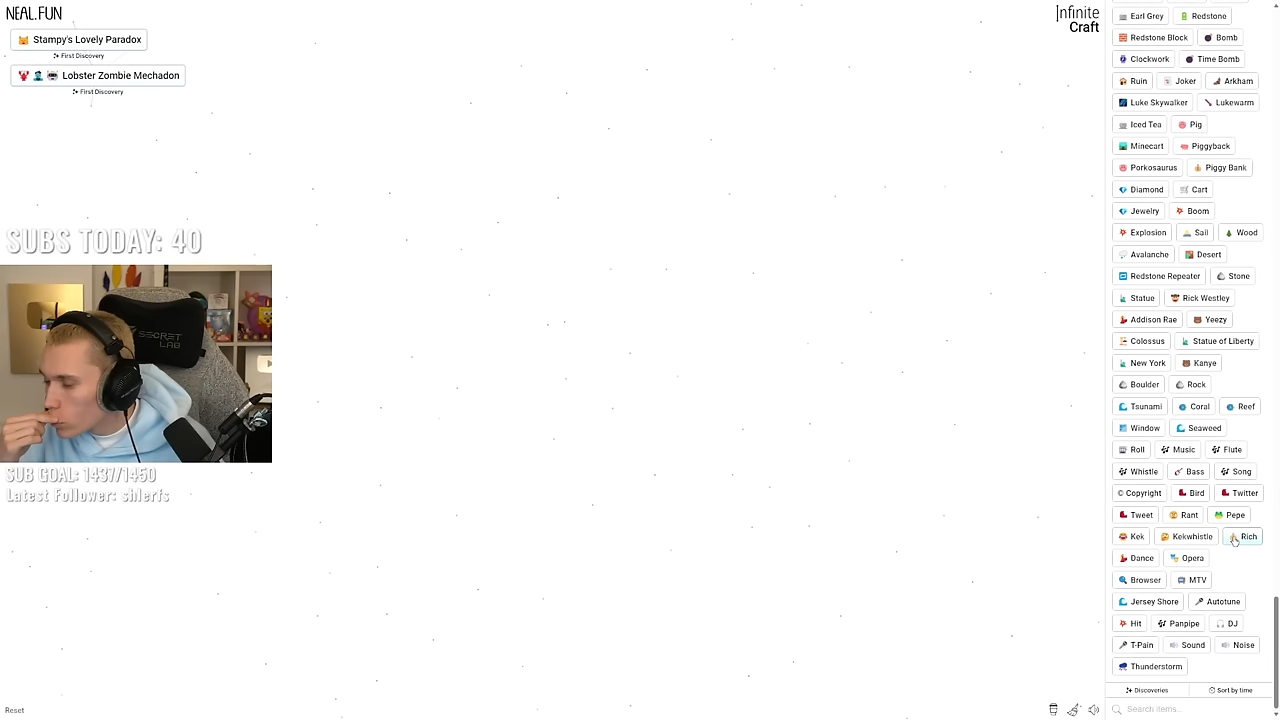 NEAL.FUN
Infinite
Craft
Stampy's Lovely Paradox
First Discovery
Lobster Zombie Mechadon
First Discovery
SUBS TODAY: 40
SECRET
LAB
SUB GOAL: 1437/1450
Latest Follower: shlerfs
Reset
Earl Grey Redstone
Redstone Block Bomb
Clockwork Time Bomb
Ruin Joker Arkham
Luke Skywalker Lukewarm
Iced Tea Pig
Minecart Piggyback
Porkosaurus Piggy Bank
Diamond Cart
Jewelry Boom
Explosion Sail Wood
Avalanche Desert
Redstone Repeater Stone
Statue Rick Westley
Addison Rae Yeezy
Colossus Statue of Liberty
New York Kanye
Boulder Rock
Tsunami Coral Reef
Window Seaweed
Roll Music Flute
Whistle Bass Song
© Copyright Bird Twitter
Tweet Rant Pepe
Kek Kekwhistle Rich
Dance Opera
Browser MTV
Jersey Shore Autotune
Hit Panpipe DJ
T-Pain Sound Noise
Thunderstorm
Discoveries Sort by time
Search items...